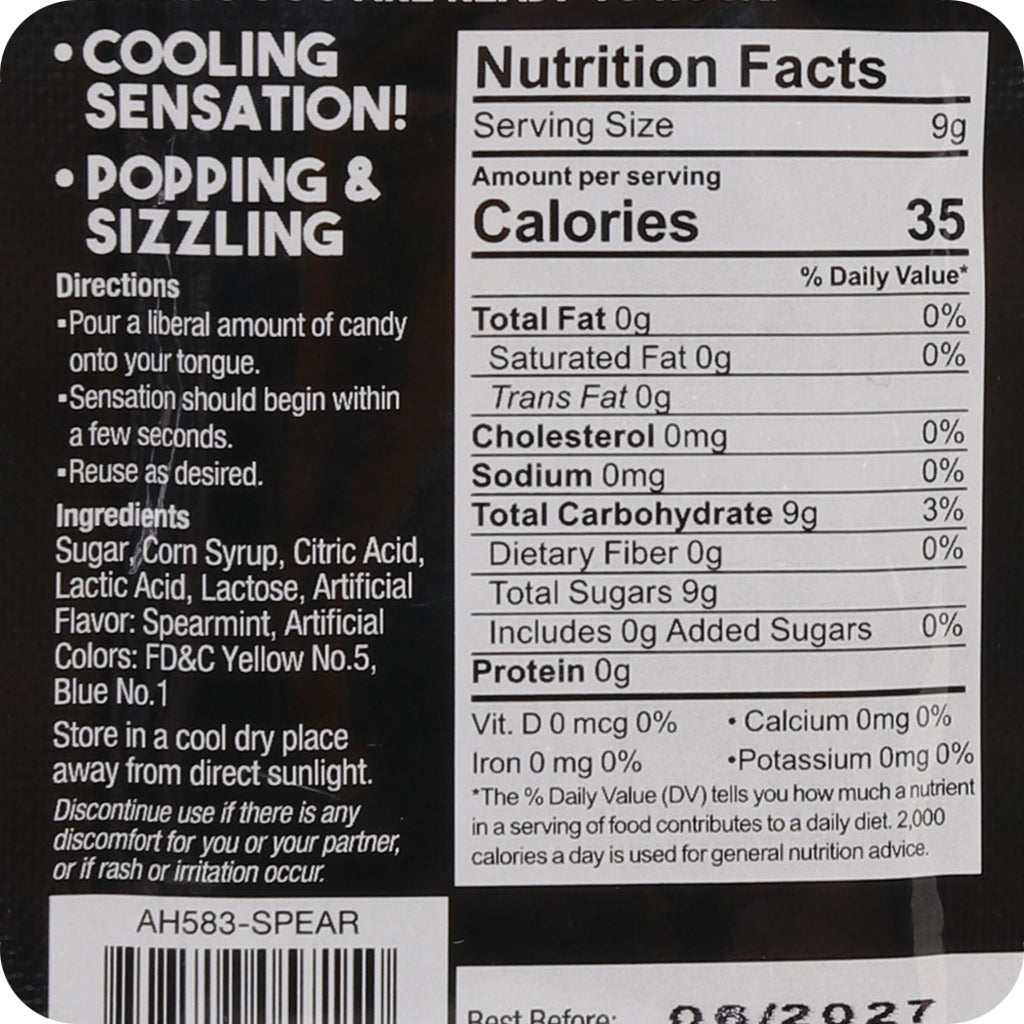 • COOLING
SENSATION!
• POPPING &
SIZZLING
Directions
▪Pour a liberal amount of candy
onto your tongue.
▪Sensation should begin within
a few seconds.
▪Reuse as desired.
Ingredients
Sugar, Corn Syrup, Citric Acid,
Lactic Acid, Lactose, Artificial
Flavor: Spearmint, Artificial
Colors: FD&C Yellow No.5,
Blue No.1
Store in a cool dry place
away from direct sunlight.
Discontinue use if there is any
discomfort for you or your partner,
or if rash or irritation occur.
AH583-SPEAR
Nutrition Facts
Serving Size 9g
Amount per serving
Calories 35
% Daily Value*
Total Fat 0g 0%
Saturated Fat 0g 0%
Trans Fat 0g
Cholesterol 0mg 0%
Sodium 0mg 0%
Total Carbohydrate 9g 3%
Dietary Fiber 0g 0%
Total Sugars 9g
Includes 0g Added Sugars 0%
Protein 0g
Vit. D 0 mcg 0% • Calcium 0mg 0%
Iron 0 mg 0% •Potassium 0mg 0%
*The % Daily Value (DV) tells you how much a nutrient
in a serving of food contributes to a daily diet. 2,000
calories a day is used for general nutrition advice.
Best Before: 06/2027